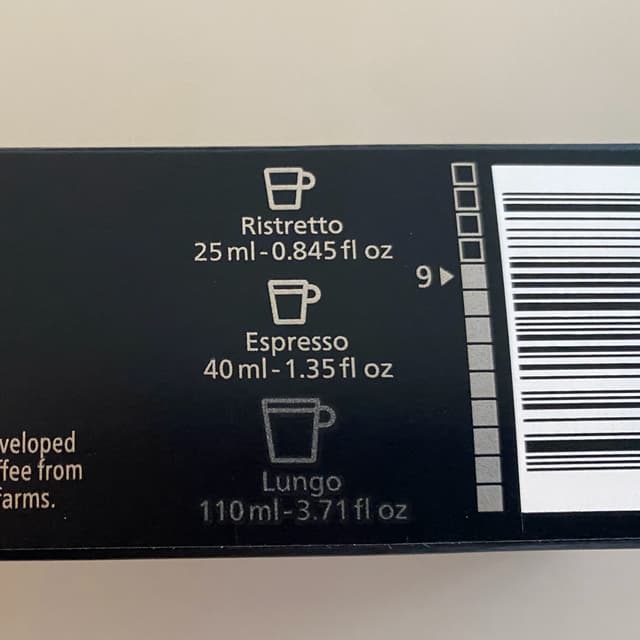 Ristretto
25 ml - 0.845 fl oz
9
Espresso
40 ml - 1.35 fl oz
Lungo
110 ml - 3.71 fl oz
veloped
ffee from
farms.